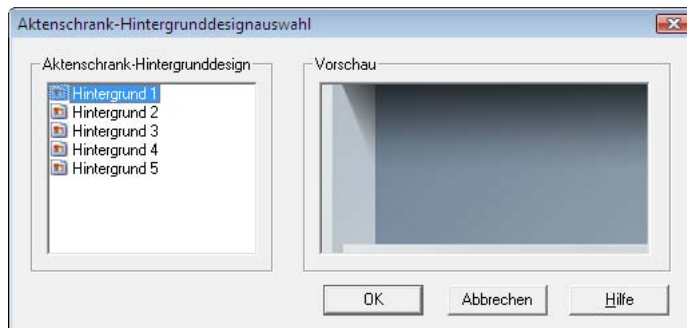 Aktenschrank-Hintergrunddesignauswahl
Aktenschrank-Hintergrunddesign
Hintergrund 1
Hintergrund 2
Hintergrund 3
Hintergrund 4
Hintergrund 5
Vorschau
OK
Abbrechen
Hilfe